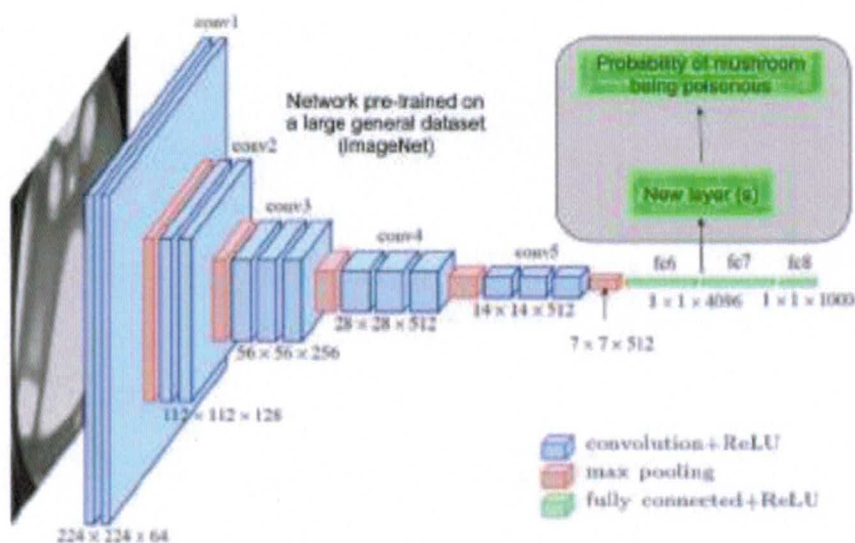 conv1
Probability of mushroom
being poisonous
Network pre-trained on
a large general dataset
(ImageNet)
conv2
New layer (s)
conv3
conv4
conv5
fc6
fc7
fc8
1 × 1 × 4096
1 × 1 × 1000
28 × 28 × 512
14 × 14 × 512
7 × 7 × 512
56 × 56 × 256
112 × 112 × 128
convolution+ReLU
max pooling
fully connected+ReLU
224 × 224 × 64